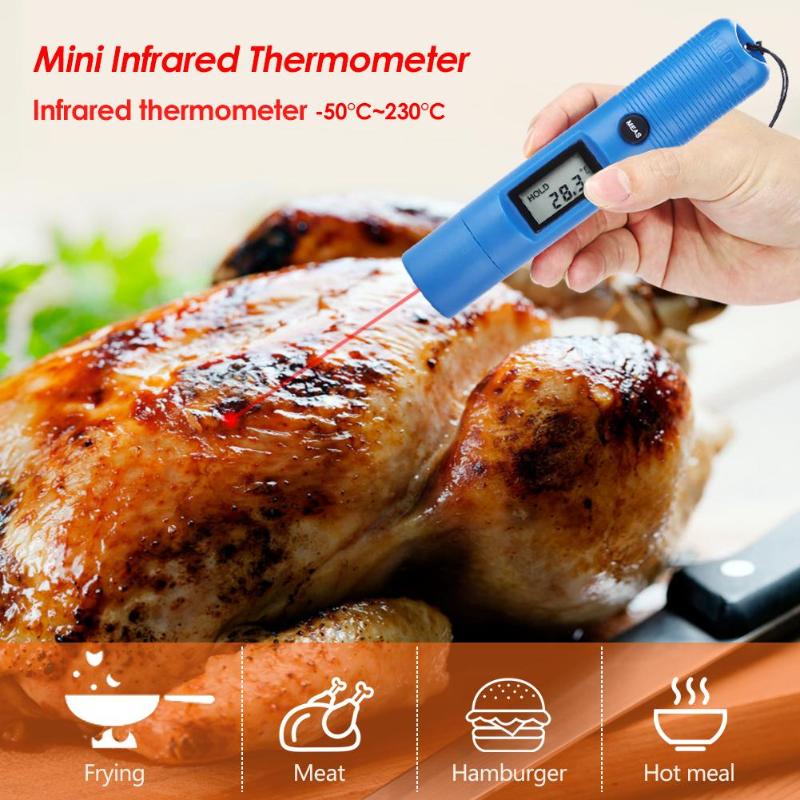 Mini Infrared Thermometer
Infrared thermometer -50°C~230°C
MEAS
HOLD
28.3°C
Frying
Meat
Hamburger
Hot meal